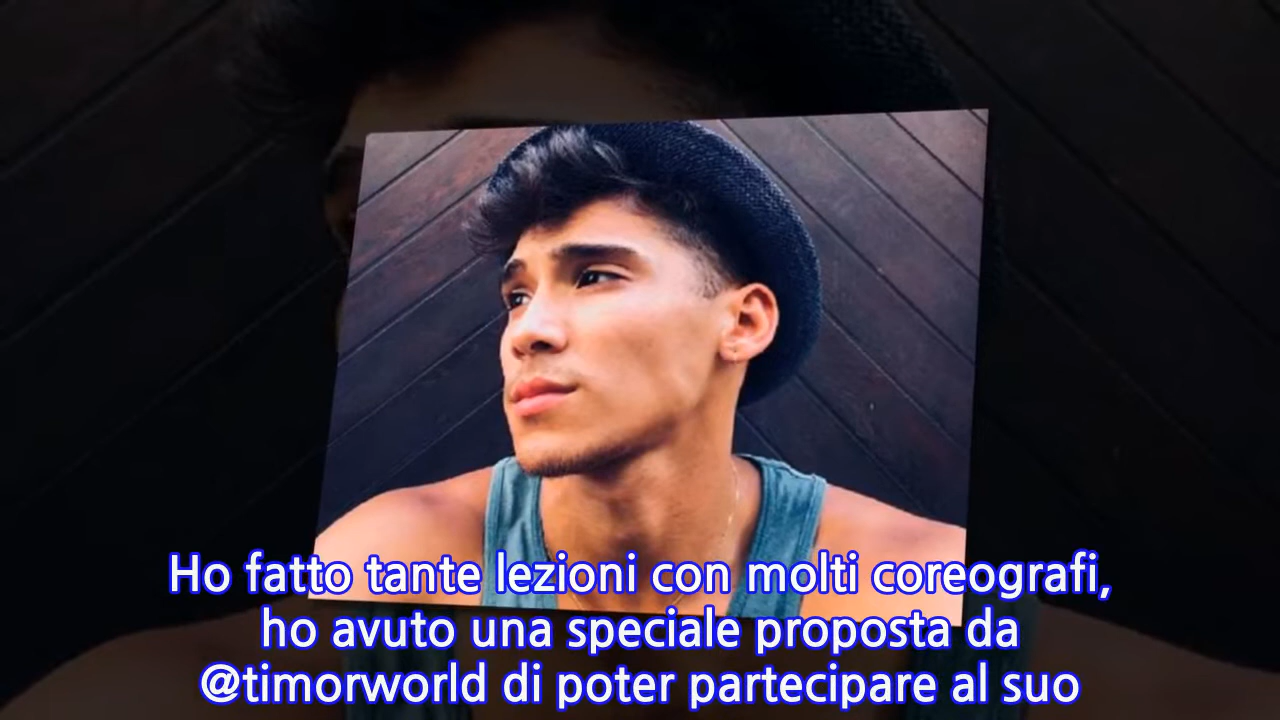 Ho fatto tante lezioni con molti coreografi,
ho avuto una speciale proposta da
@timorworld di poter partecipare al suo